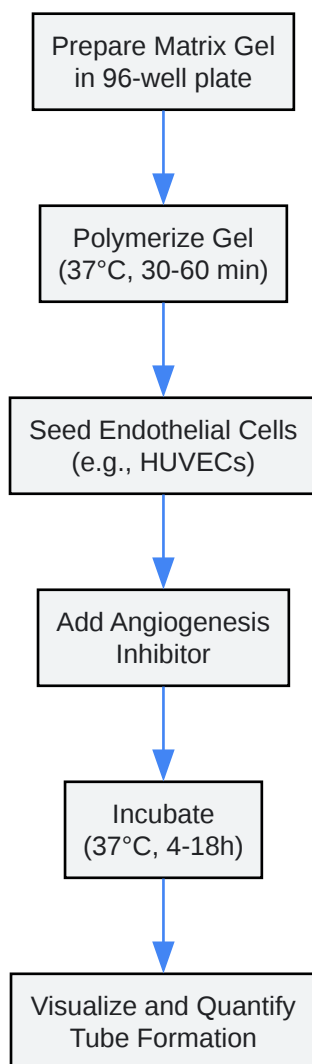 Prepare Matrix Gel
in 96-well plate
Polymerize Gel
(37°C, 30-60 min)
Seed Endothelial Cells
(e.g., HUVECs)
Add Angiogenesis
Inhibitor
Incubate
(37°C, 4-18h)
Visualize and Quantify
Tube Formation